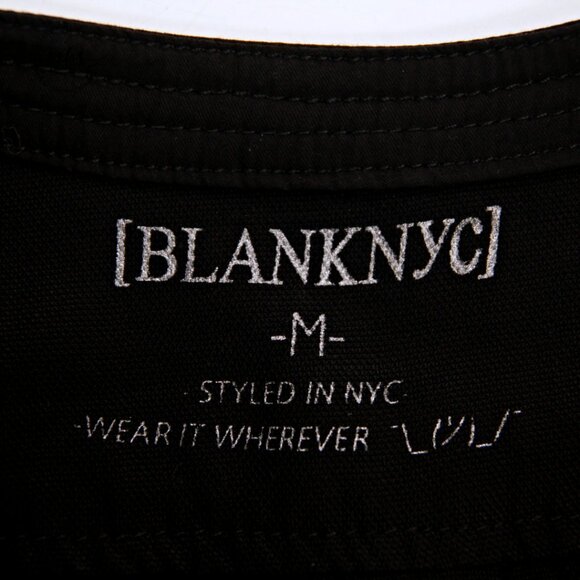 [BLANKNYC]
-M-
· STYLED IN NYC ·
·WEAR IT WHEREVER ¯\_(ツ)_/¯